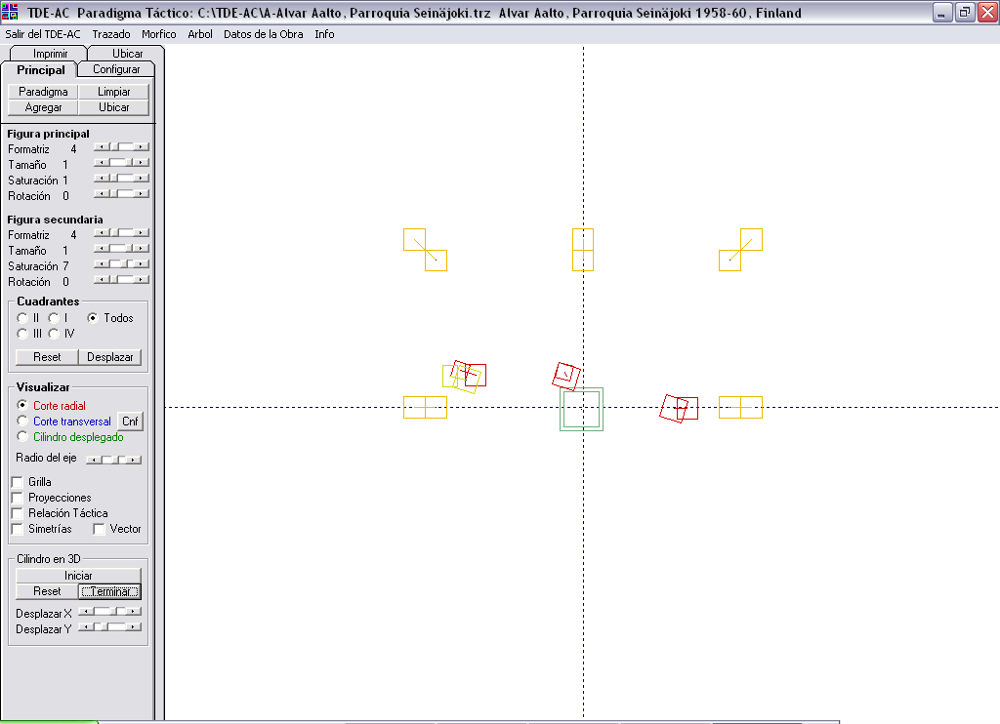 TDE-AC Paradigma Táctico: C:\TDE-AC\A-Alvar Aalto, Parroquia Seinäjoki.trz Alvar Aalto, Parroquia Seinäjoki 1958-60, Finland
Salir del TDE-AC Trazado Morfico Arbol Datos de la Obra Info
Imprimir Ubicar
Principal Configurar
Paradigma Limpiar
Agregar Ubicar
Figura principal
Formatriz 4
Tamaño 1
Saturación 1
Rotación 0
Figura secundaria
Formatriz 4
Tamaño 1
Saturación 7
Rotación 0
Cuadrantes
II I Todos
III IV
Reset Desplazar
Visualizar
Corte radial
Corte transversal Cnf
Cilindro desplegado
Radio del eje
Grilla
Proyecciones
Relación Táctica
Simetrías Vector
Cilindro en 3D
Iniciar
Reset Terminar
Desplazar X
Desplazar Y